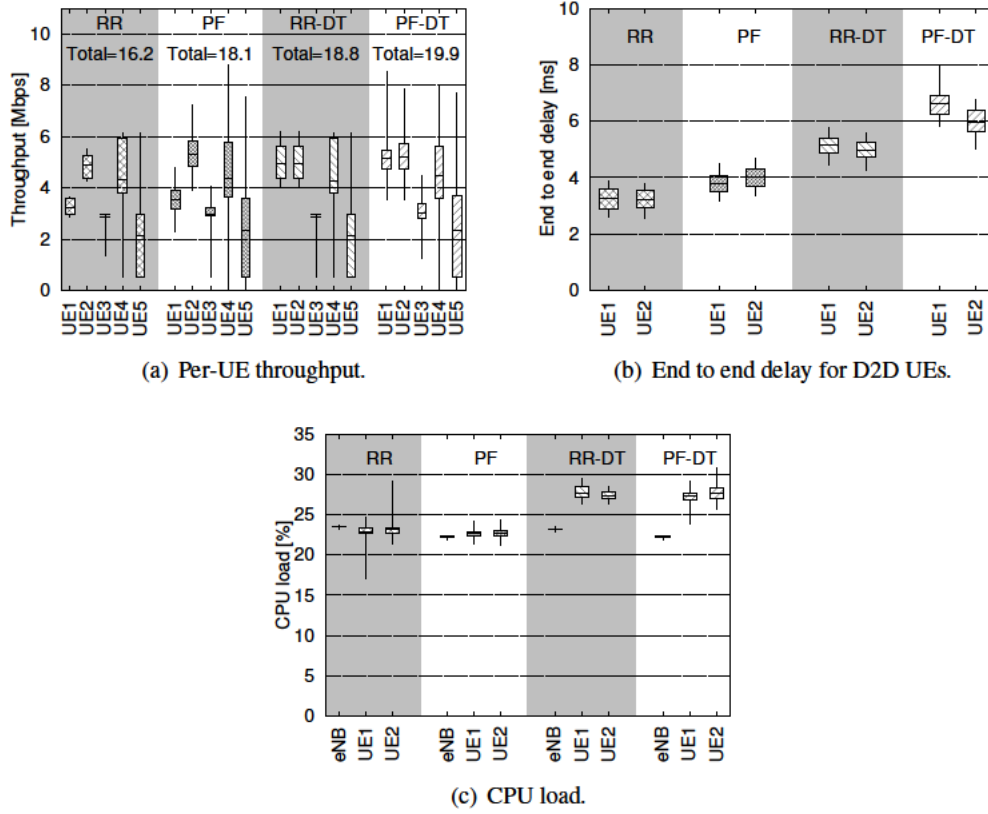 RR PF RR-DT PF-DT
Total=16.2 Total=18.1 Total=18.8 Total=19.9
Throughput [Mbps]
10
8
6
4
2
0
UE1 UE2 UE3 UE4 UE5 UE1 UE2 UE3 UE4 UE5 UE1 UE2 UE3 UE4 UE5 UE1 UE2 UE3 UE4 UE5
(a) Per-UE throughput.
RR PF RR-DT PF-DT
End to end delay [ms]
10
8
6
4
2
0
UE1 UE2 UE1 UE2 UE1 UE2 UE1 UE2
(b) End to end delay for D2D UEs.
RR PF RR-DT PF-DT
CPU load [%]
35
30
25
20
15
10
5
0
eNB UE1 UE2 eNB UE1 UE2 eNB UE1 UE2 eNB UE1 UE2
(c) CPU load.